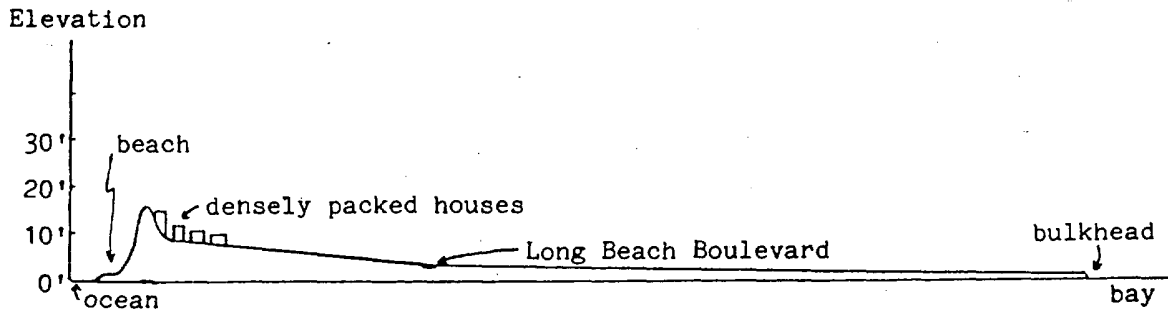 Elevation
30'
beach
20'
densely packed houses
10'
Long Beach Boulevard
bulkhead
0'
ocean
bay